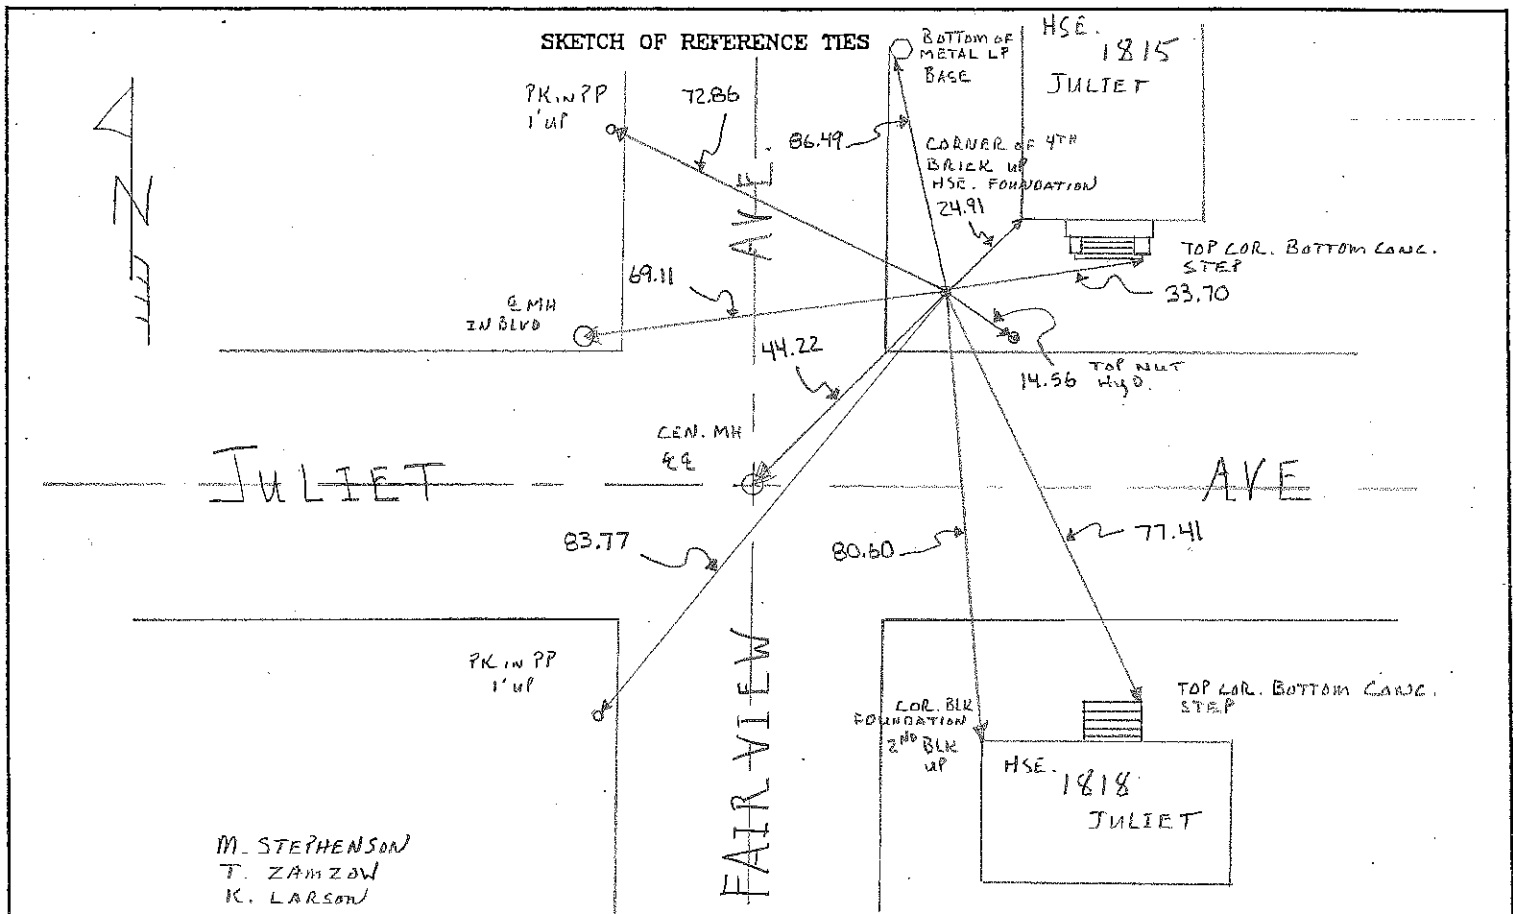 SKETCH OF REFERENCE TIES
BOTTOM OF
METAL LP
BASE
HSE.
1815
JULIET
PK IN PP
1' UP
72.86
86.49
CORNER OF 4TH
BRICK UP
HSE. FOUNDATION
24.91
AVE.
N
TOP COR. BOTTOM CONC.
STEP
33.70
69.11
℄ MH
IN BLVD
44.22
14.56
TOP NUT
HyD.
CEN. MH
℄ ℄
JULIET
AVE
83.77
80.60
77.41
PK IN PP
1' UP
FAIRVIEW
COR. BLK
FOUNDATION
2ND BLK
UP
TOP COR. BOTTOM CONC.
STEP
HSE.
1818
JULIET
M. STEPHENSON
T. ZAMZOW
K. LARSON